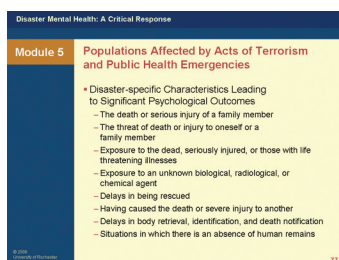 Disaster Mental Health: A Critical Response
Module 5
Populations Affected by Acts of Terrorism
and Public Health Emergencies
▪ Disaster-specific Characteristics Leading
to Significant Psychological Outcomes
– The death or serious injury of a family member
– The threat of death or injury to oneself or a
family member
– Exposure to the dead, seriously injured, or those with life
threatening illnesses
– Exposure to an unknown biological, radiological, or
chemical agent
– Delays in being rescued
– Having caused the death or severe injury to another
– Delays in body retrieval, identification, and death notification
– Situations in which there is an absence of human remains
University of Rochester